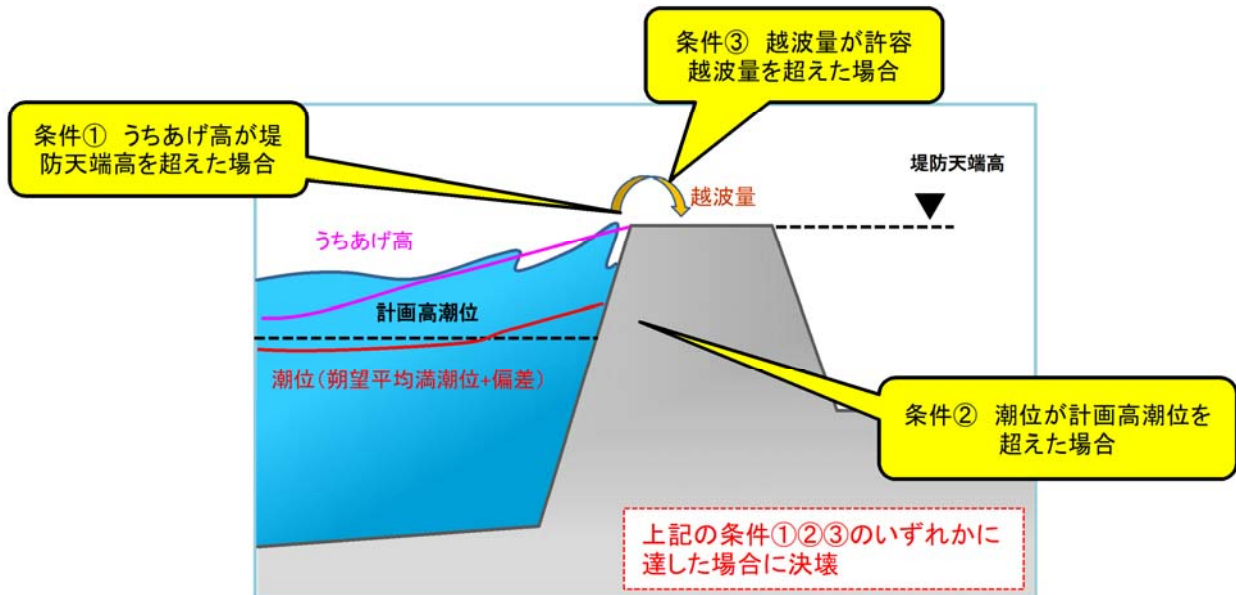 条件③ 越波量が許容
越波量を超えた場合
条件① うちあげ高が堤
防天端高を超えた場合
堤防天端高
越波量
うちあげ高
計画高潮位
潮位(朔望平均満潮位+偏差)
条件② 潮位が計画高潮位を
超えた場合
上記の条件①②③のいずれかに
達した場合に決壊